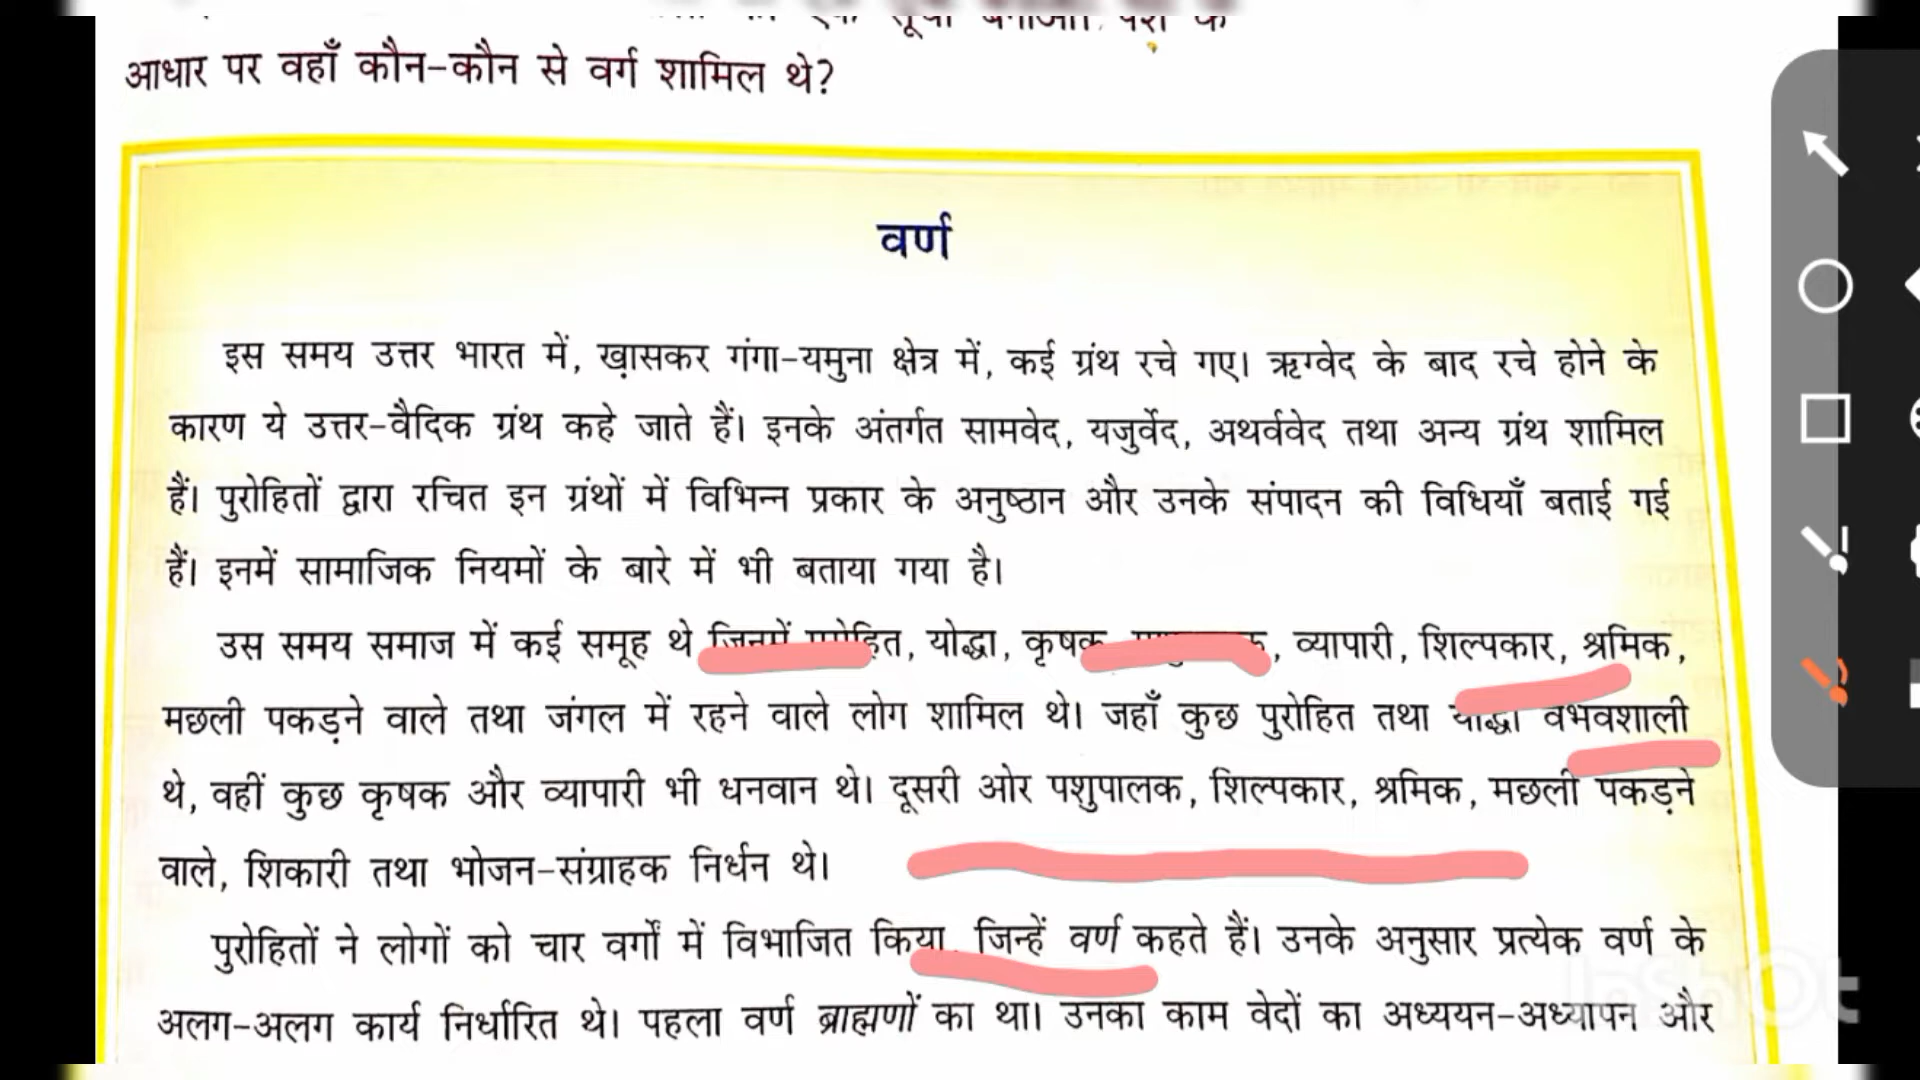 एक सूची बनाओ। पेशे के
आधार पर वहाँ कौन-कौन से वर्ग शामिल थे?
वर्ण
इस समय उत्तर भारत में, ख़ासकर गंगा-यमुना क्षेत्र में, कई ग्रंथ रचे गए। ऋग्वेद के बाद रचे होने के
कारण ये उत्तर-वैदिक ग्रंथ कहे जाते हैं। इनके अंतर्गत सामवेद, यजुर्वेद, अथर्ववेद तथा अन्य ग्रंथ शामिल
हैं। पुरोहितों द्वारा रचित इन ग्रंथों में विभिन्न प्रकार के अनुष्ठान और उनके संपादन की विधियाँ बताई गई
हैं। इनमें सामाजिक नियमों के बारे में भी बताया गया है।
उस समय समाज में कई समूह थे जिनमें पुरोहित, योद्धा, कृषक, व्यापारी, शिल्पकार, श्रमिक,
मछली पकड़ने वाले तथा जंगल में रहने वाले लोग शामिल थे। जहाँ कुछ पुरोहित तथा योद्धा वैभवशाली
थे, वहीं कुछ कृषक और व्यापारी भी धनवान थे। दूसरी ओर पशुपालक, शिल्पकार, श्रमिक, मछली पकड़ने
वाले, शिकारी तथा भोजन-संग्राहक निर्धन थे।
पुरोहितों ने लोगों को चार वर्गों में विभाजित किया, जिन्हें वर्ण कहते हैं। उनके अनुसार प्रत्येक वर्ण के
अलग-अलग कार्य निर्धारित थे। पहला वर्ण ब्राह्मणों का था। उनका काम वेदों का अध्ययन-अध्यापन और
InShOt